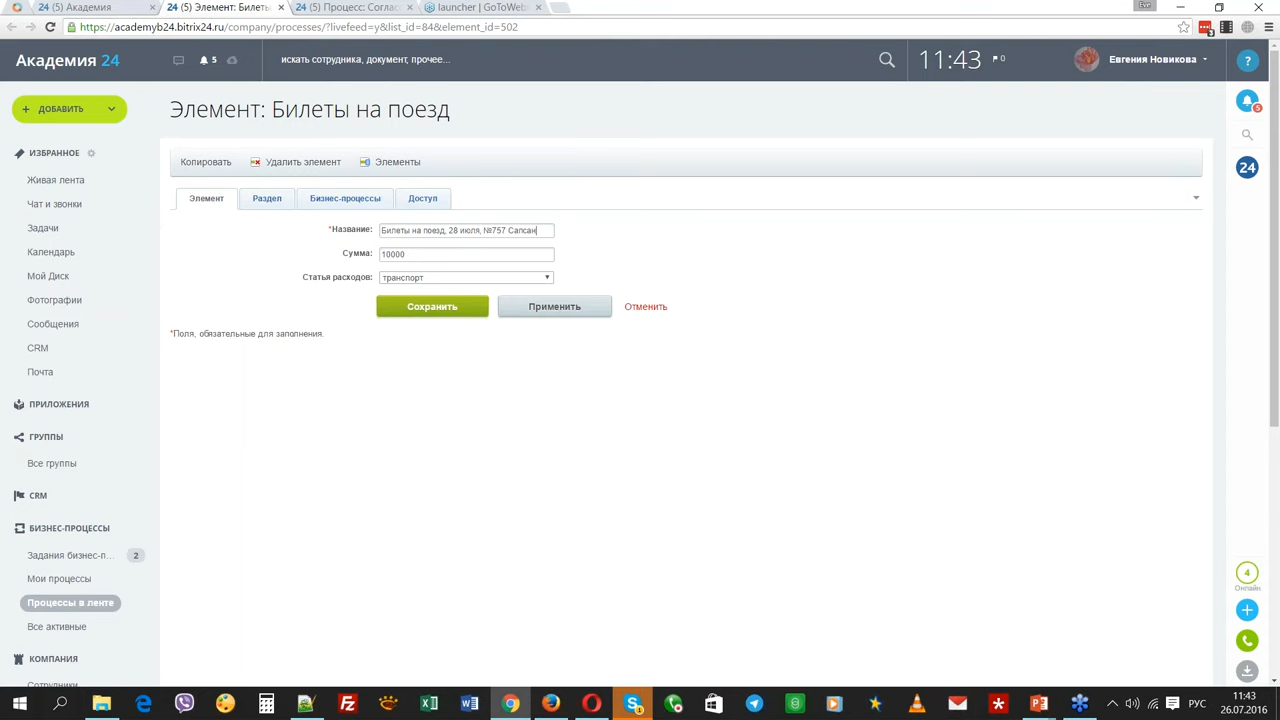 24 (5) Академия
24 (5) Элемент: Билеты
24 (5) Процесс: Соглас
launcher | GoToWeb
Eve
https://academyb24.bitrix24.ru/company/processes/?livefeed=y&list_id=84&element_id=502
3
Академия 24
5
искать сотрудника, документ, прочее...
11:43
0
Евгения Новикова
?
+ ДОБАВИТЬ
Элемент: Билеты на поезд
5
24
Копировать
Удалить элемент
Элементы
ИЗБРАННОЕ
Живая лента
Чат и звонки
Задачи
Календарь
Мой Диск
Фотографии
Сообщения
CRM
Почта
ПРИЛОЖЕНИЯ
ГРУППЫ
Все группы
CRM
БИЗНЕС-ПРОЦЕССЫ
Задания бизнес-п... 2
Мои процессы
Процессы в ленте
Все активные
КОМПАНИЯ
Сотрудники
Элемент
Раздел
Бизнес-процессы
Доступ
*Название: Билеты на поезд, 28 июля, №757 Сапсан
Сумма: 10000
Статья расходов: транспорт
Сохранить
Применить
Отменить
*Поля, обязательные для заполнения.
4
Онлайн
РУС
11:43
26.07.2016